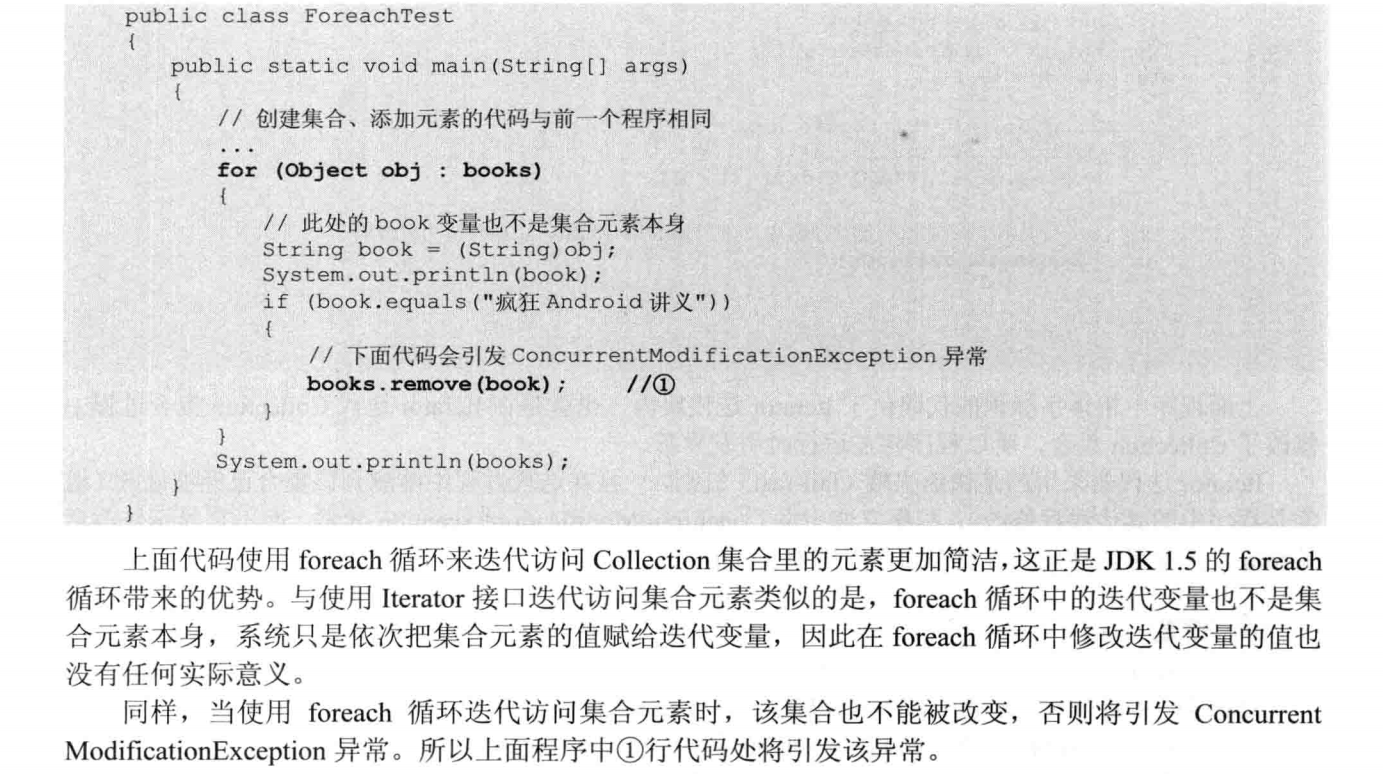 public class ForeachTest
{
public static void main(String[] args)
{
// 创建集合、添加元素的代码与前一个程序相同
...
for (Object obj : books)
{
// 此处的 book 变量也不是集合元素本身
String book = (String)obj;
System.out.println(book);
if (book.equals("疯狂 Android 讲义"))
{
// 下面代码会引发 ConcurrentModificationException 异常
books.remove(book); //①
}
}
System.out.println(books);
}
}
上面代码使用 foreach 循环来迭代访问 Collection 集合里的元素更加简洁，这正是 JDK 1.5 的 foreach
循环带来的优势。与使用 Iterator 接口迭代访问集合元素类似的是，foreach 循环中的迭代变量也不是集
合元素本身，系统只是依次把集合元素的值赋给迭代变量，因此在 foreach 循环中修改迭代变量的值也
没有任何实际意义。
同样，当使用 foreach 循环迭代访问集合元素时，该集合也不能被改变，否则将引发 Concurrent
ModificationException 异常。所以上面程序中①行代码处将引发该异常。